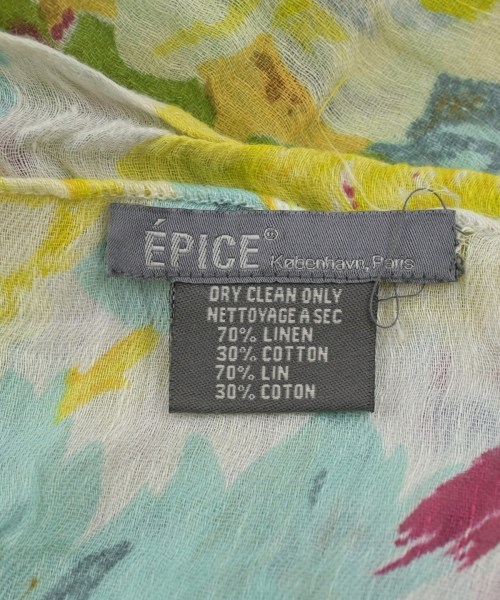 ÉPICE®
København, Paris
DRY CLEAN ONLY
NETTOYAGE A SEC
70% LINEN
30% COTTON
70% LIN
30% COTON